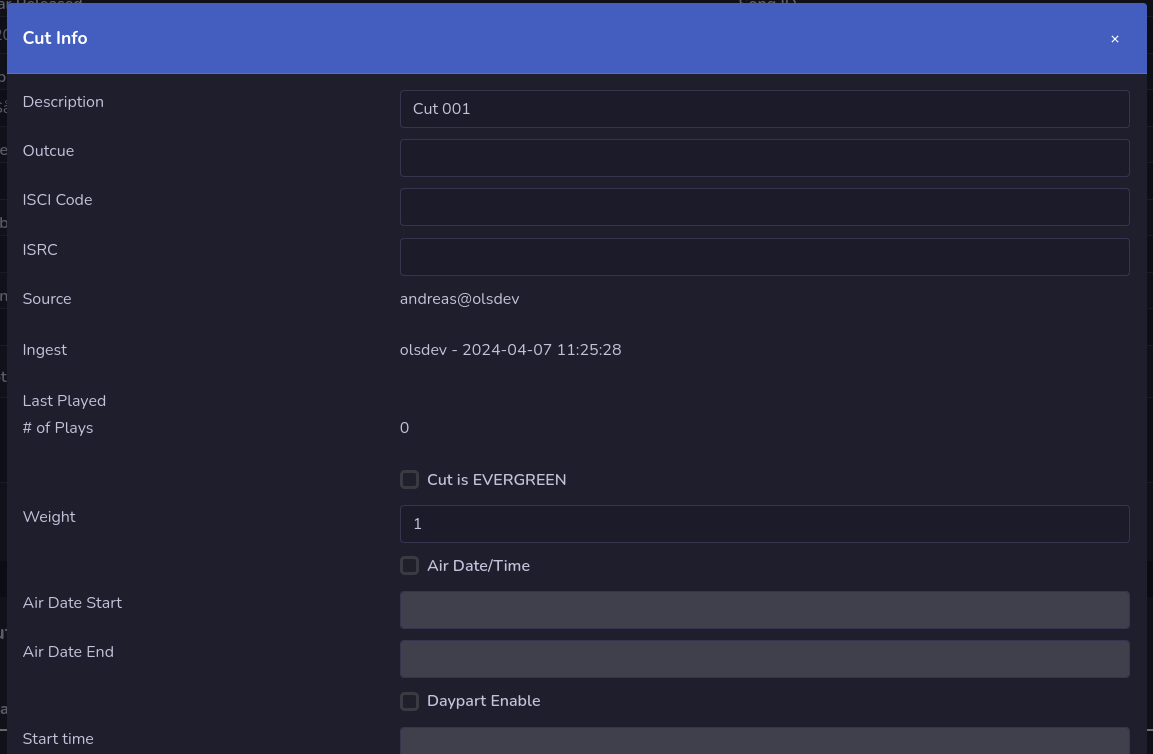 Cut Info ×
Description Cut 001
Outcue
ISCI Code
ISRC
Source andreas@olsdev
Ingest olsdev - 2024-04-07 11:25:28
Last Played
# of Plays 0
Cut is EVERGREEN
Weight 1
Air Date/Time
Air Date Start
Air Date End
Daypart Enable
Start time